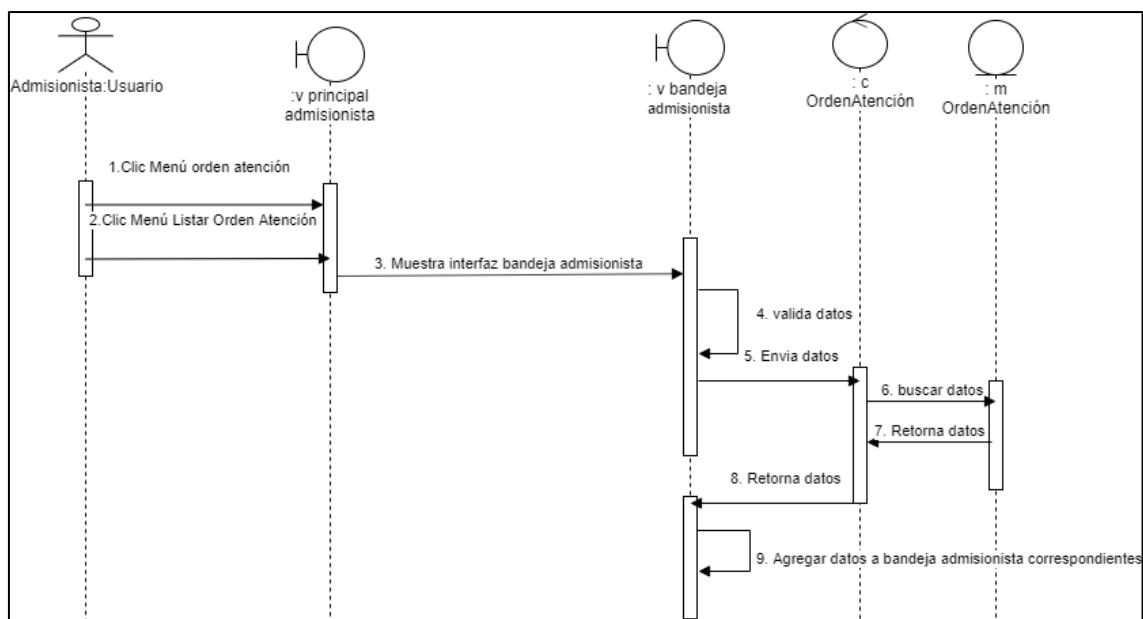 Admisionista:Usuario
:v principal
admisionista
: v bandeja
admisionista
: c
OrdenAtención
: m
OrdenAtención
1.Clic Menú orden atención
2.Clic Menú Listar Orden Atención
3. Muestra interfaz bandeja admisionista
4. valida datos
5. Envia datos
6. buscar datos
7. Retorna datos
8. Retorna datos
9. Agregar datos a bandeja admisionista correspondientes